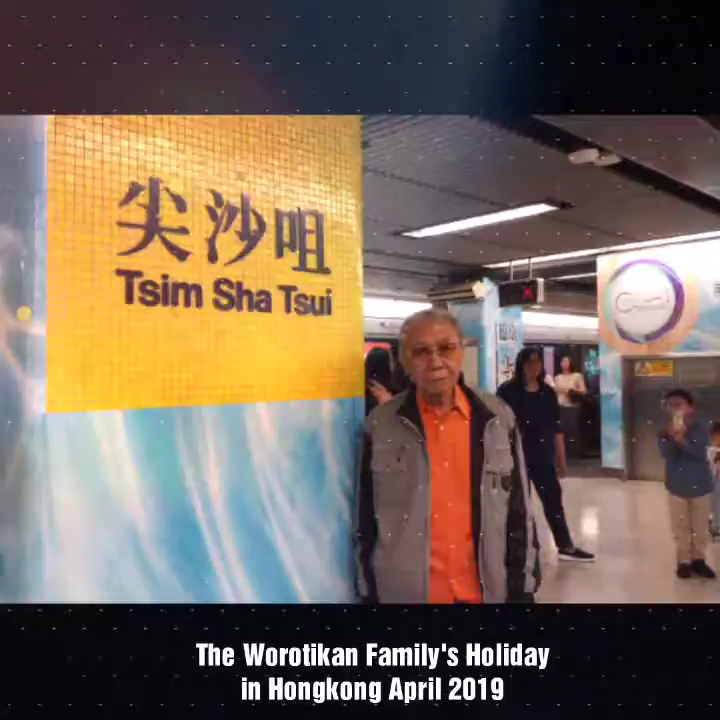 尖沙咀
Tsim Sha Tsui
The Worotikan Family's Holiday
in Hongkong April 2019